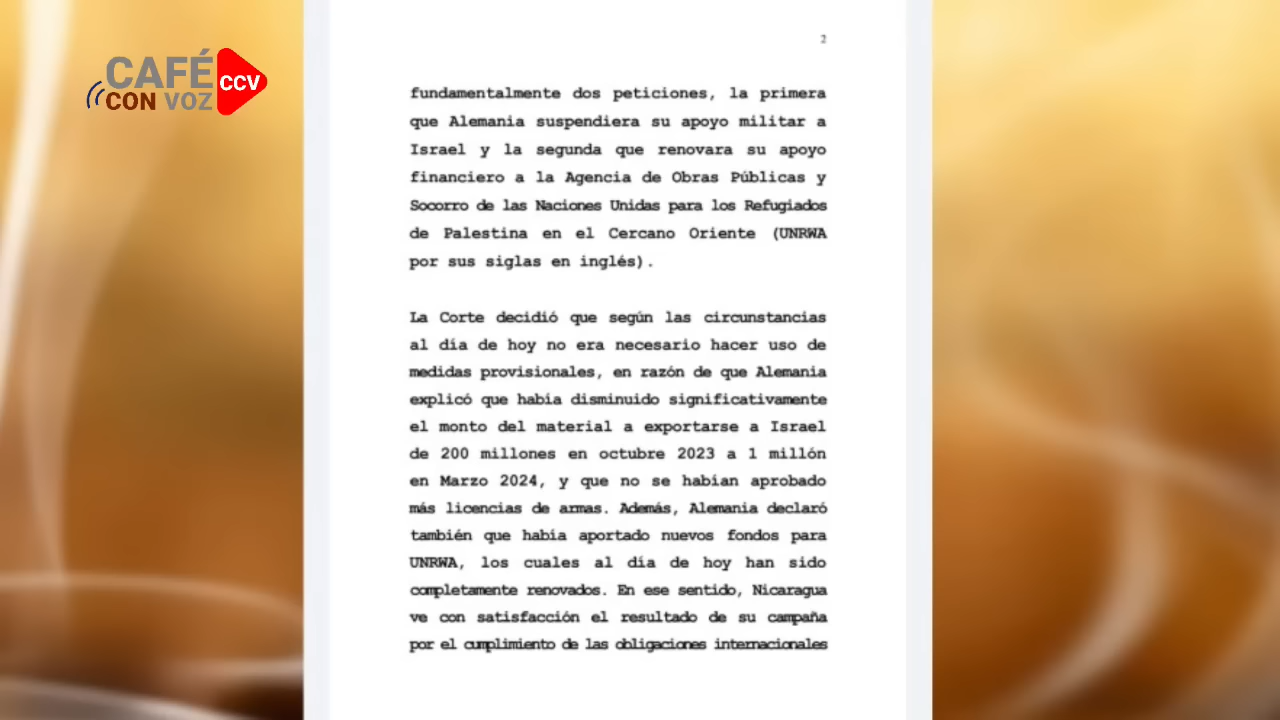 CAFÉ
CON VOZ
CCV
2
fundamentalmente dos peticiones, la primera
que Alemania suspendiera su apoyo militar a
Israel y la segunda que renovara su apoyo
financiero a la Agencia de Obras Públicas y
Socorro de las Naciones Unidas para los Refugiados
de Palestina en el Cercano Oriente (UNRWA
por sus siglas en inglés).
La Corte decidió que según las circunstancias
al día de hoy no era necesario hacer uso de
medidas provisionales, en razón de que Alemania
explicó que había disminuido significativamente
el monto del material a exportarse a Israel
de 200 millones en octubre 2023 a 1 millón
en Marzo 2024, y que no se habían aprobado
más licencias de armas. Además, Alemania declaró
también que había aportado nuevos fondos para
UNRWA, los cuales al día de hoy han sido
completamente renovados. En ese sentido, Nicaragua
ve con satisfacción el resultado de su campaña
por el cumplimiento de las obligaciones internacionales